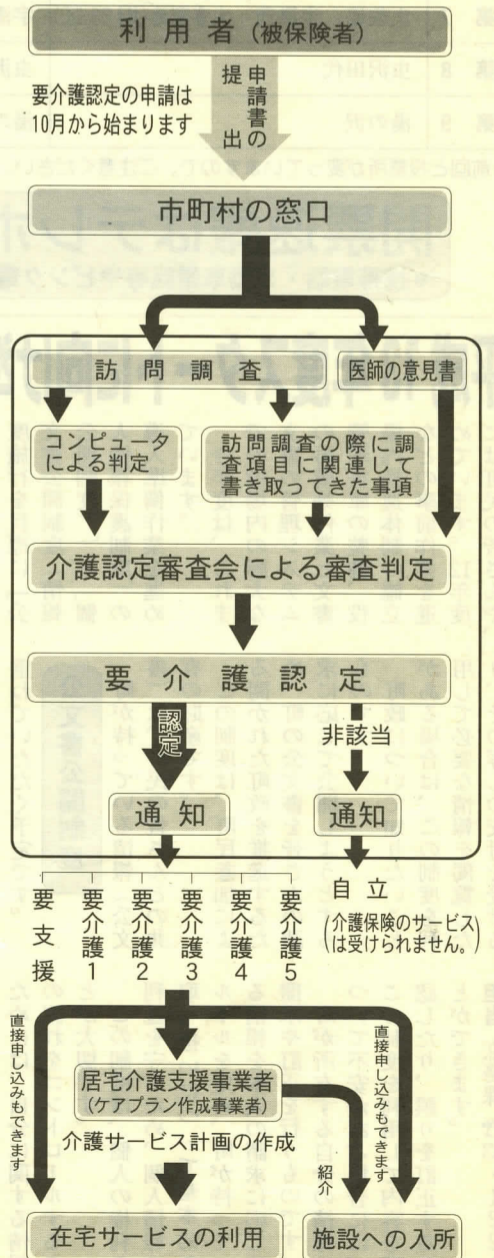 利用者（被保険者）
申請書の
提出
要介護認定の申請は
10月から始まります
市町村の窓口
訪問調査
医師の意見書
コンピュータ
による判定
訪問調査の際に調
査項目に関連して
書き取ってきた事項
介護認定審査会による審査判定
要介護認定
認定
非該当
通知
通知
要支援
要介護1
要介護2
要介護3
要介護4
要介護5
自立
（介護保険のサービス
は受けられません。）
直接申し込みもできます
居宅介護支援事業者
（ケアプラン作成事業者）
介護サービス計画の作成
紹介
直接申し込みもできます
在宅サービスの利用
施設への入所